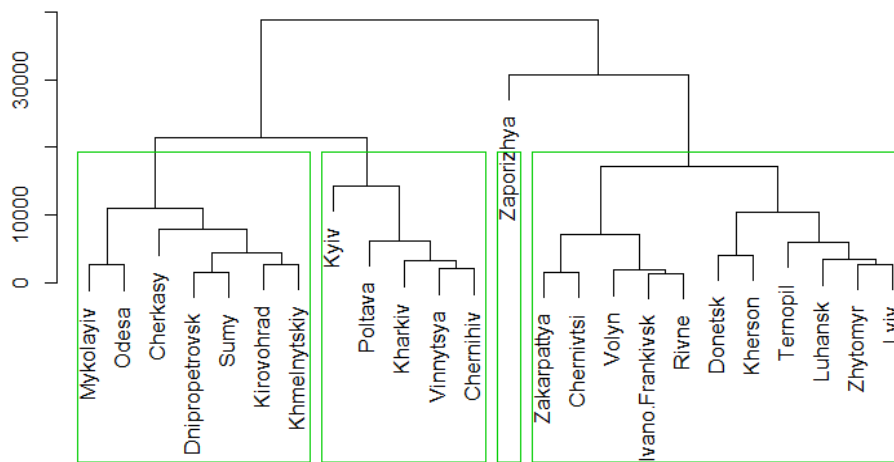 30000
10000
0
Mykolayiv
Odesa
Cherkasy
Dnipropetrovsk
Sumy
Kirovohrad
Khmelnytskiy
Kyiv
Poltava
Kharkiv
Vinnytsya
Chernihiv
Zaporizhya
Zakarpattya
Chernivtsi
Volyn
Ivano.Frankivsk
Rivne
Donetsk
Kherson
Ternopil
Luhansk
Zhytomyr
Lviv